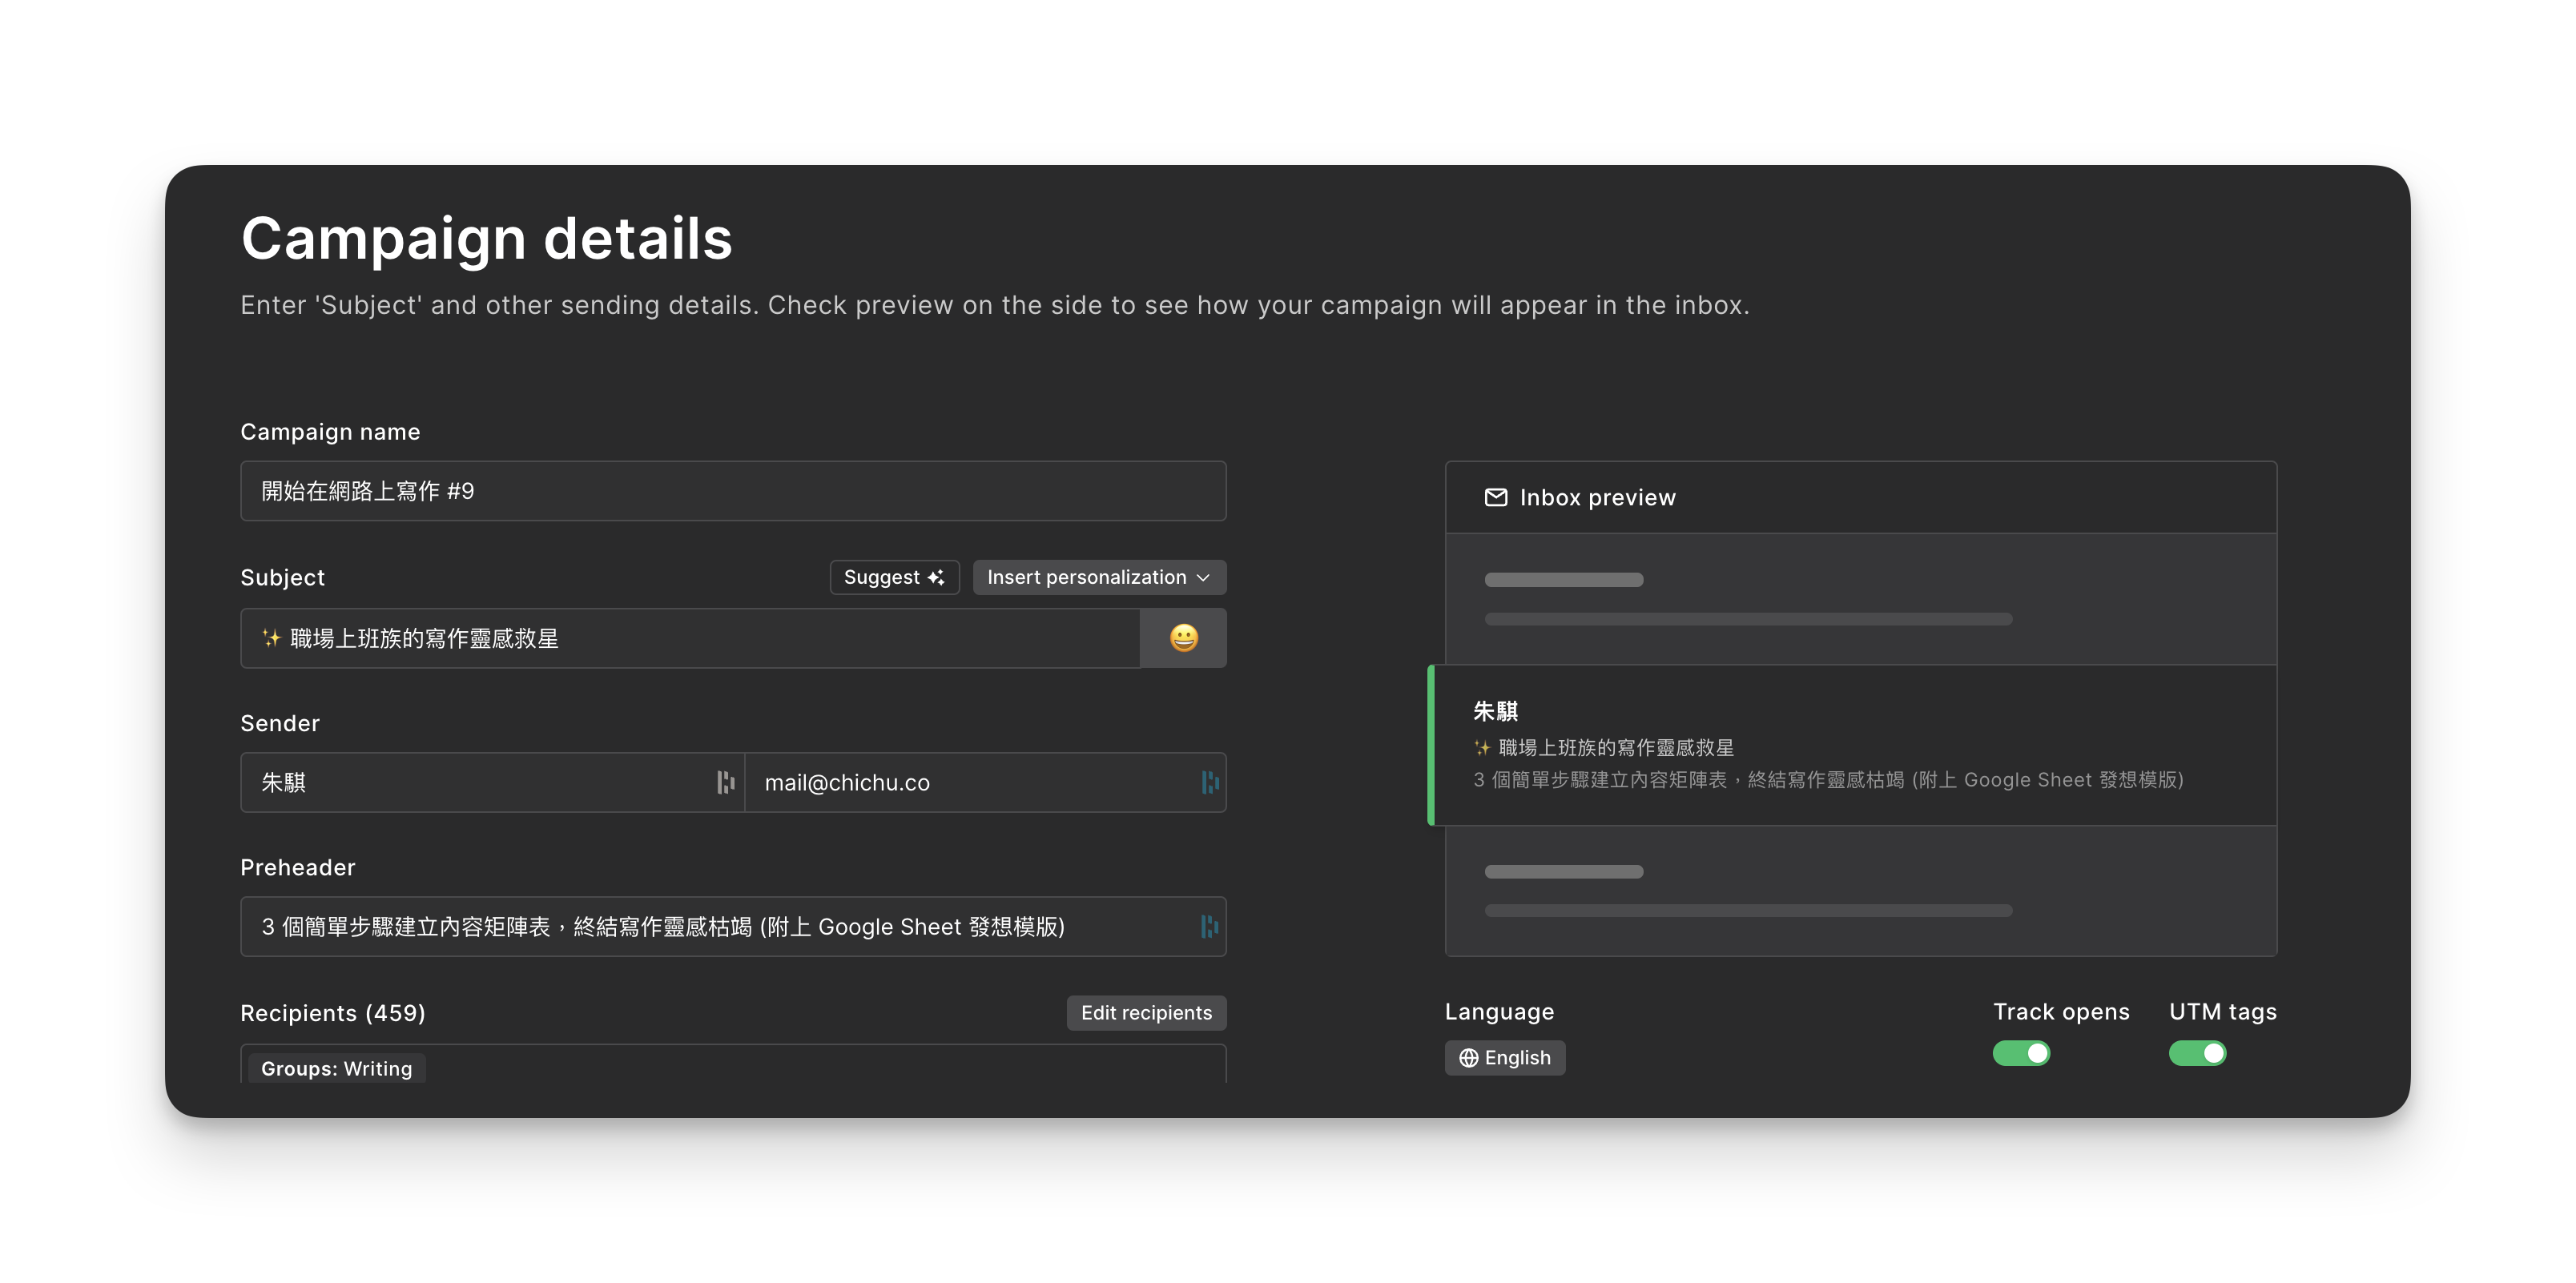 Campaign details
Enter 'Subject' and other sending details. Check preview on the side to see how your campaign will appear in the inbox.
Campaign name
開始在網路上寫作 #9
Subject
Suggest
Insert personalization
✨ 職場上班族的寫作靈感救星
😀
Sender
朱騏
mail@chichu.co
Preheader
3 個簡單步驟建立內容矩陣表，終結寫作靈感枯竭 (附上 Google Sheet 發想模版)
Recipients (459)
Edit recipients
Groups: Writing
Inbox preview
朱騏
✨ 職場上班族的寫作靈感救星
3 個簡單步驟建立內容矩陣表，終結寫作靈感枯竭 (附上 Google Sheet 發想模版)
Language
English
Track opens
UTM tags